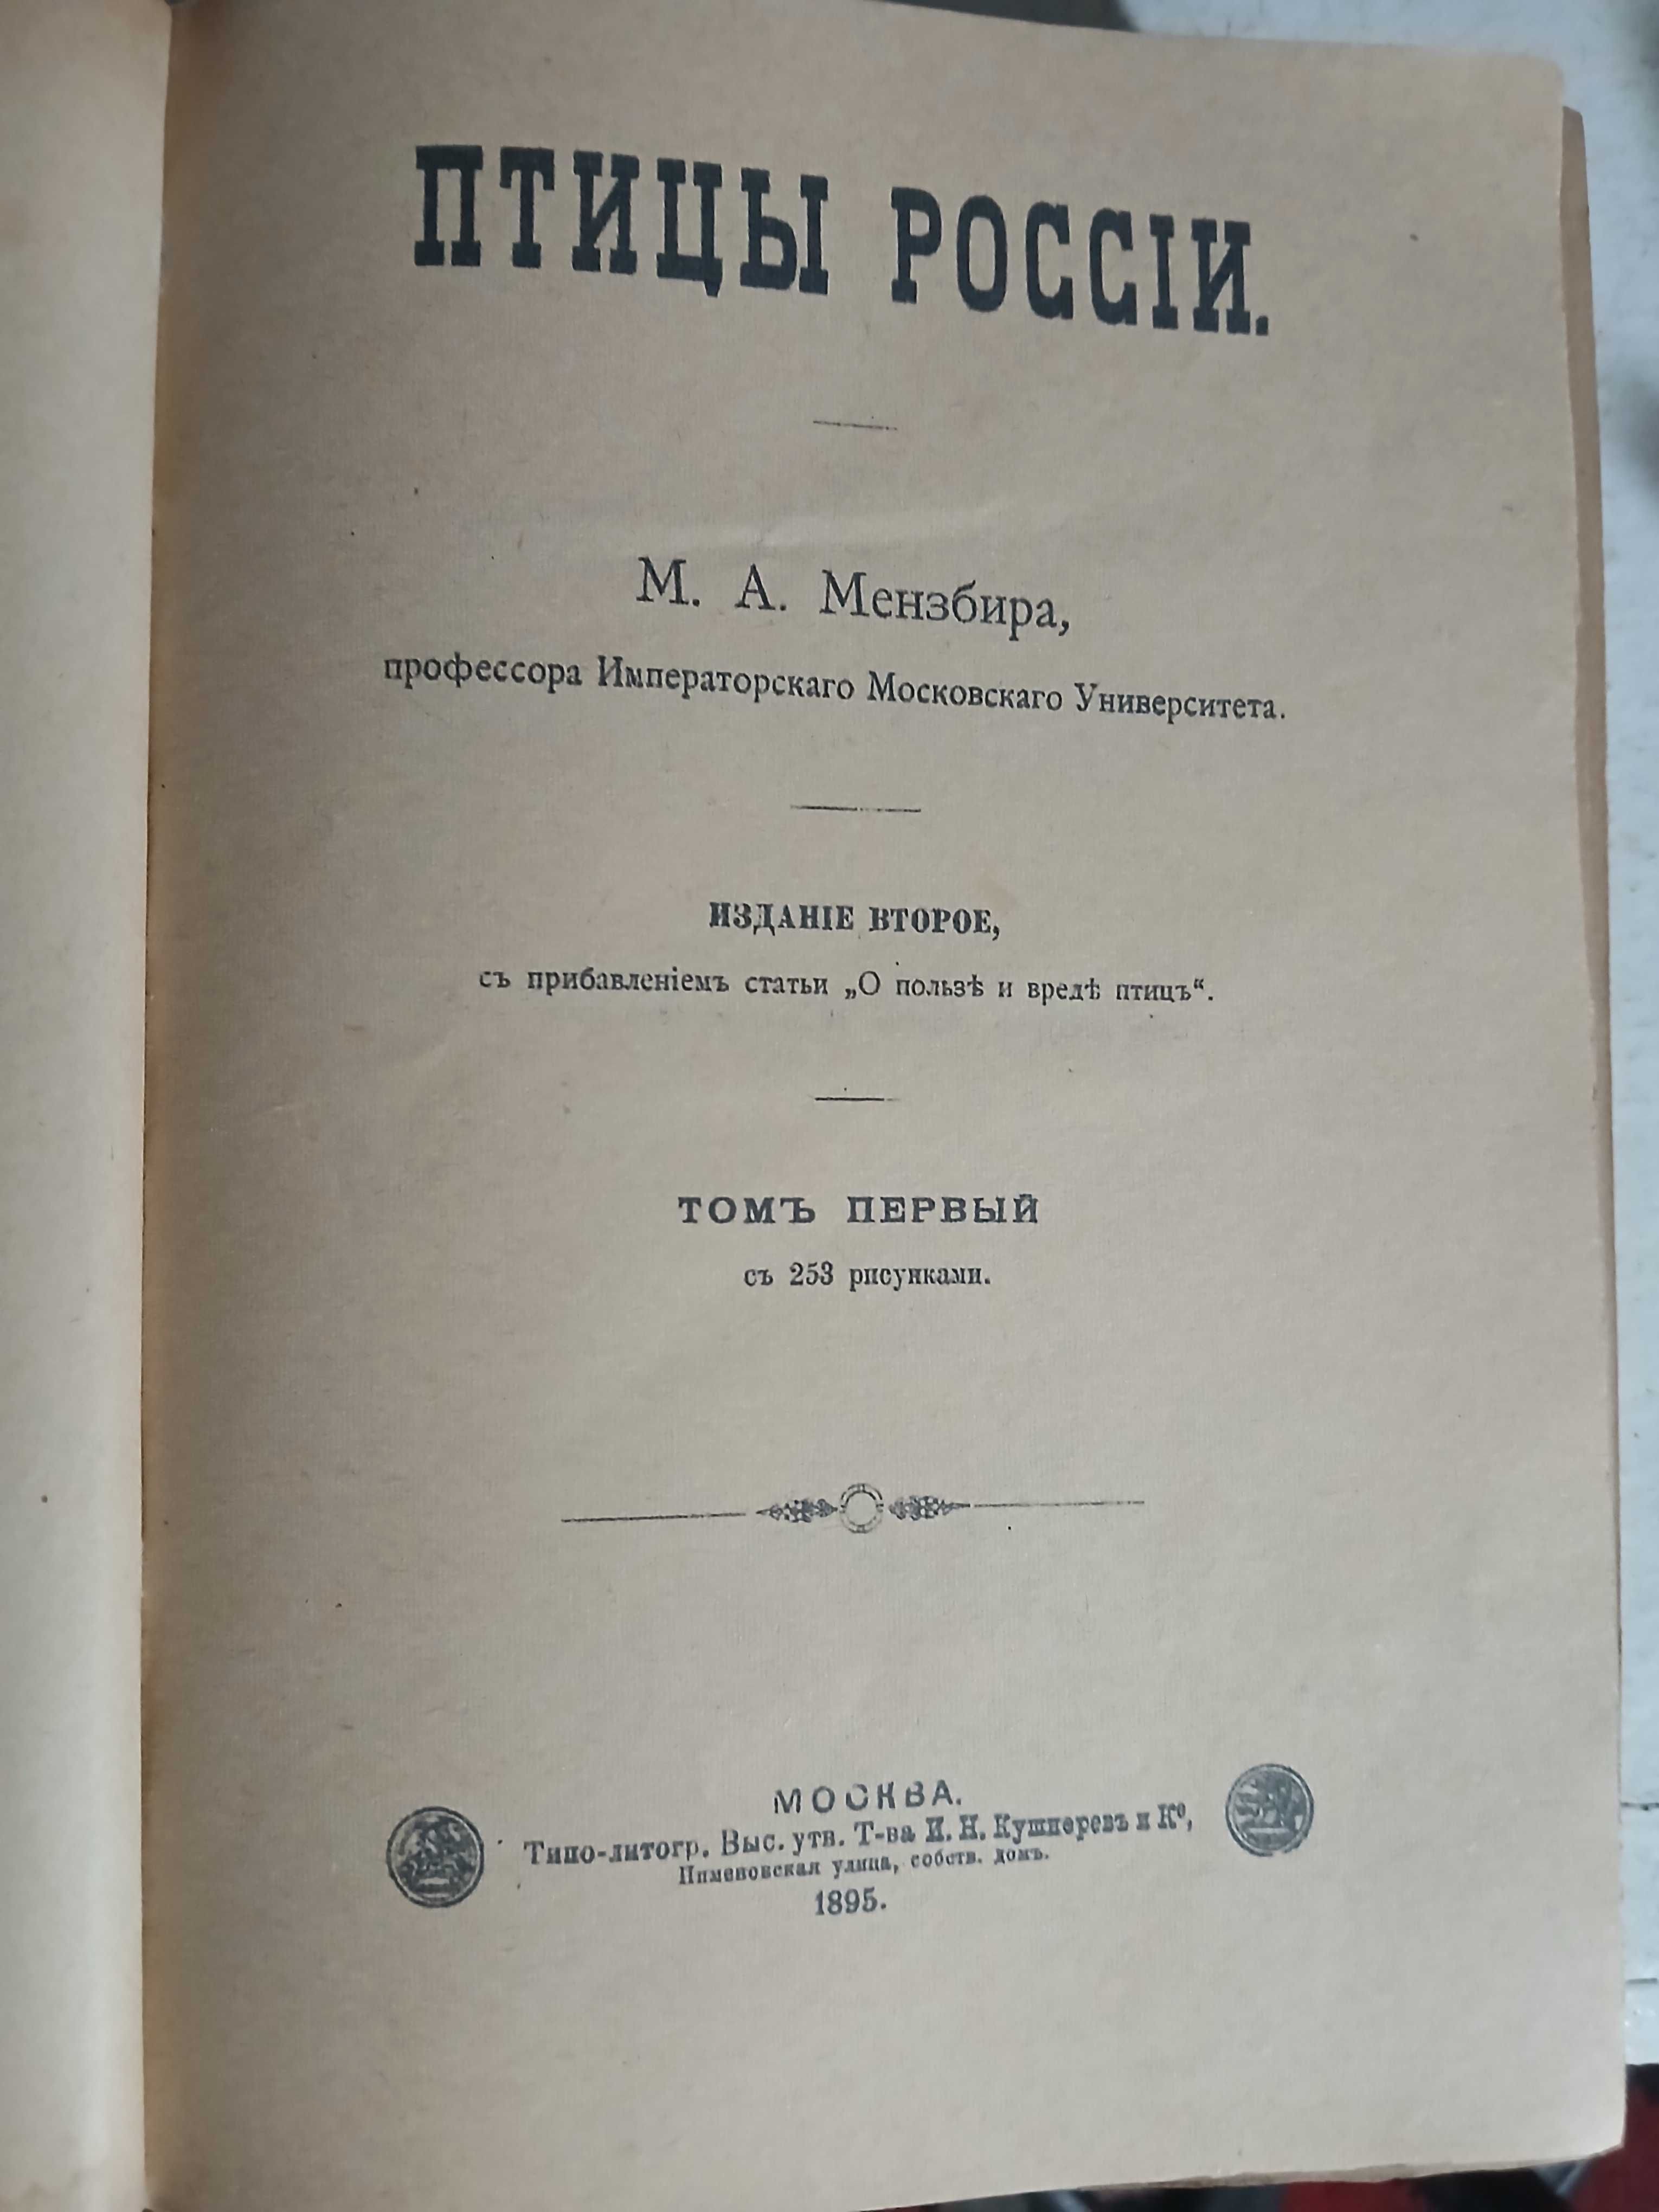 ПТИЦЫ РОССІИ.
М. А. Мензбира,
профессора Императорскаго Московскаго Университета.
ИЗДАНІЕ ВТОРОЕ,
съ прибавленіемъ статьи „О пользѣ и вредѣ птицъ“.
ТОМЪ ПЕРВЫЙ
съ 253 рисунками.
МОСКВА.
Типо-литогр. Выс. утв. Т-ва И. Н. Кушнеревъ и К⁰,
Пименовская улица, собств. домъ.
1895.